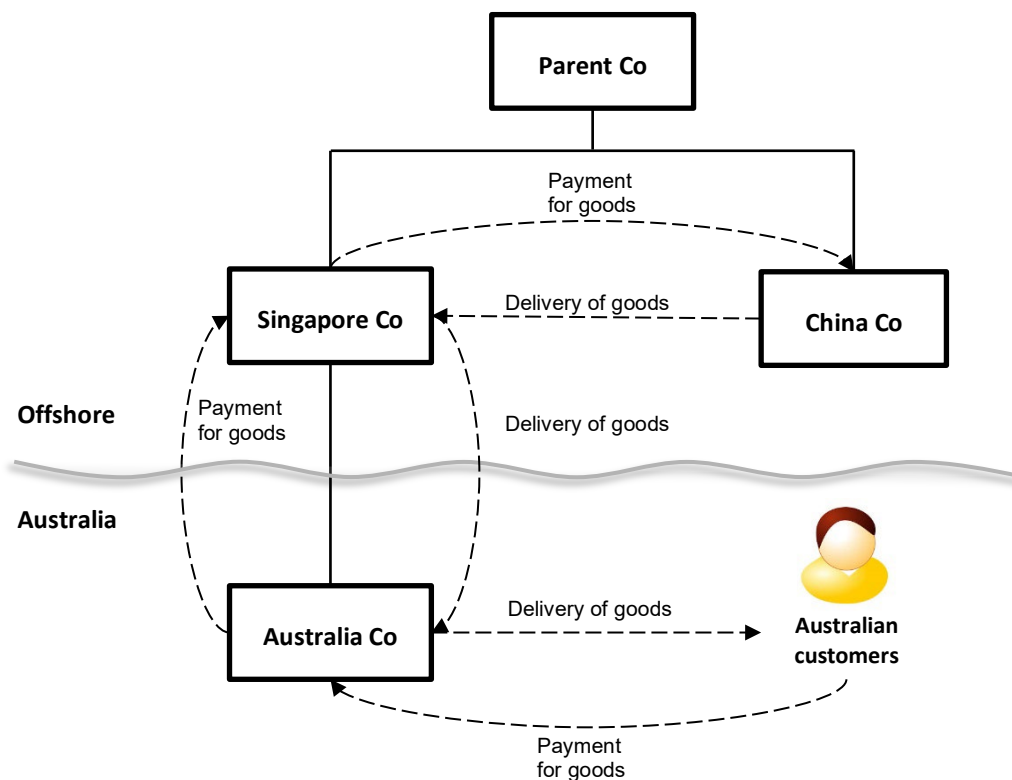 Parent Co
Payment
for goods
Singapore Co
Delivery of goods
China Co
Offshore
Payment
for goods
Delivery of goods
Australia
Australia Co
Delivery of goods
Australian
customers
Payment
for goods